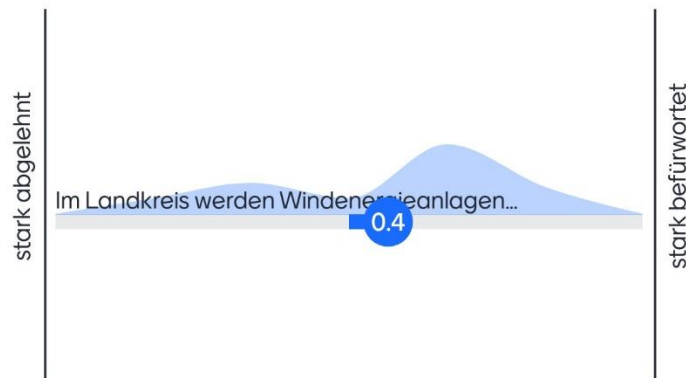 stark abgelehnt
Im Landkreis werden Windenergieanlagen...
0.4
stark befürwortet